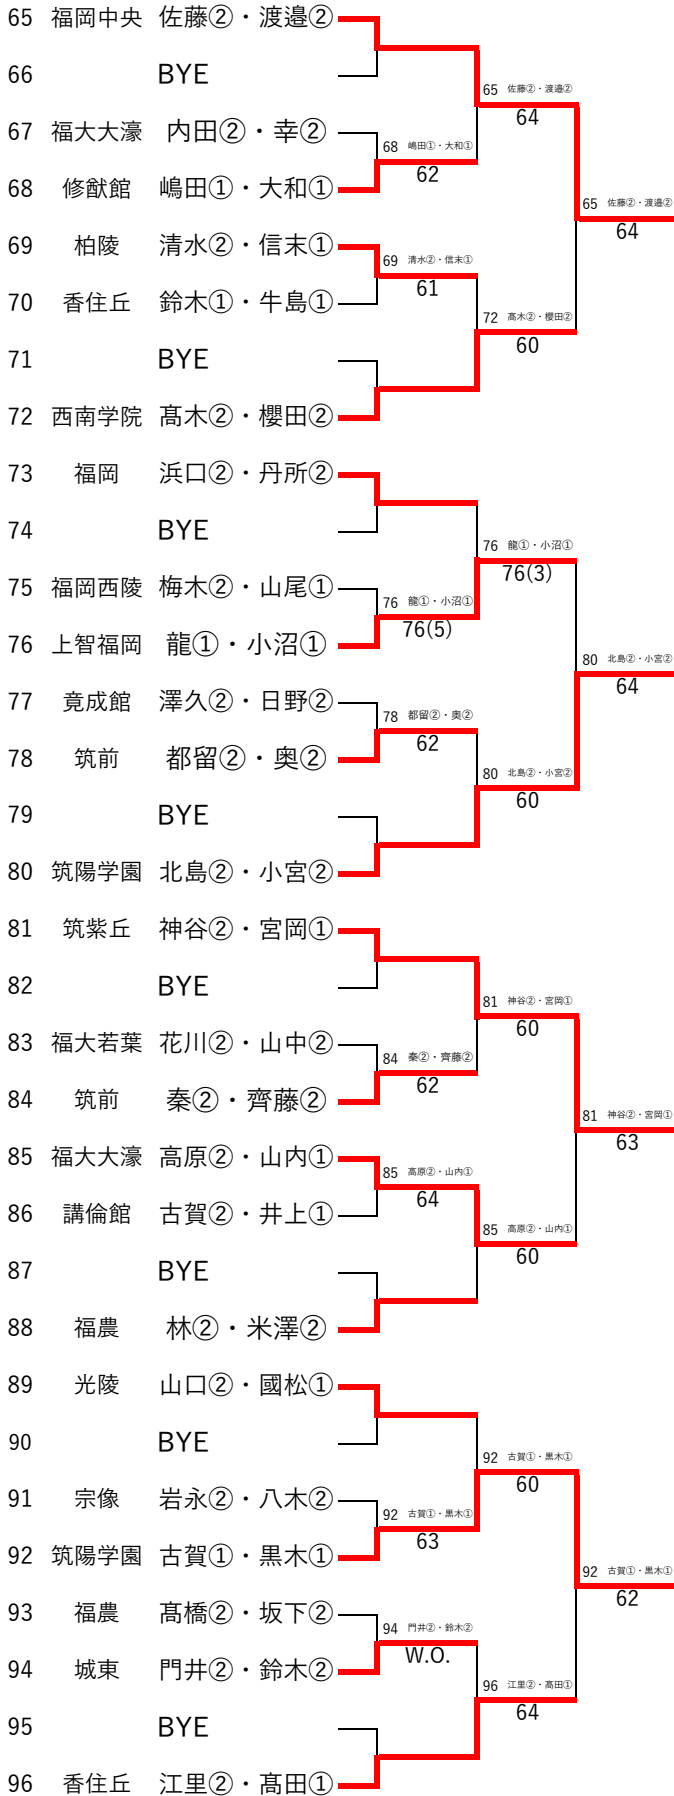 65 福岡中央 佐藤②・渡邉②
66 BYE
65 佐藤②・渡邉②
64
67 福大大濠 内田②・幸②
68 嶋田①・大和①
62
68 修猷館 嶋田①・大和①
65 佐藤②・渡邉②
64
69 柏陵 清水②・信末①
69 清水②・信末①
61
70 香住丘 鈴木①・牛島①
72 髙木②・櫻田②
60
71 BYE
72 西南学院 髙木②・櫻田②
73 福岡 浜口②・丹所②
74 BYE
76 龍①・小沼①
76(3)
75 福岡西陵 梅木②・山尾①
76 龍①・小沼①
76(5)
76 上智福岡 龍①・小沼①
80 北島②・小宮②
64
77 竟成館 澤久②・日野②
78 都留②・奥②
62
78 筑前 都留②・奥②
80 北島②・小宮②
60
79 BYE
80 筑陽学園 北島②・小宮②
81 筑紫丘 神谷②・宮岡①
82 BYE
81 神谷②・宮岡①
60
83 福大若葉 花川②・山中②
84 秦②・齊藤②
62
84 筑前 秦②・齊藤②
81 神谷②・宮岡①
63
85 福大大濠 高原②・山内①
85 高原②・山内①
64
86 講倫館 古賀②・井上①
85 高原②・山内①
60
87 BYE
88 福農 林②・米澤②
89 光陵 山口②・國松①
90 BYE
92 古賀①・黒木①
60
91 宗像 岩永②・八木②
92 古賀①・黒木①
63
92 筑陽学園 古賀①・黒木①
92 古賀①・黒木①
62
93 福農 髙橋②・坂下②
94 門井②・鈴木②
W.O.
94 城東 門井②・鈴木②
96 江里②・髙田①
64
95 BYE
96 香住丘 江里②・髙田①